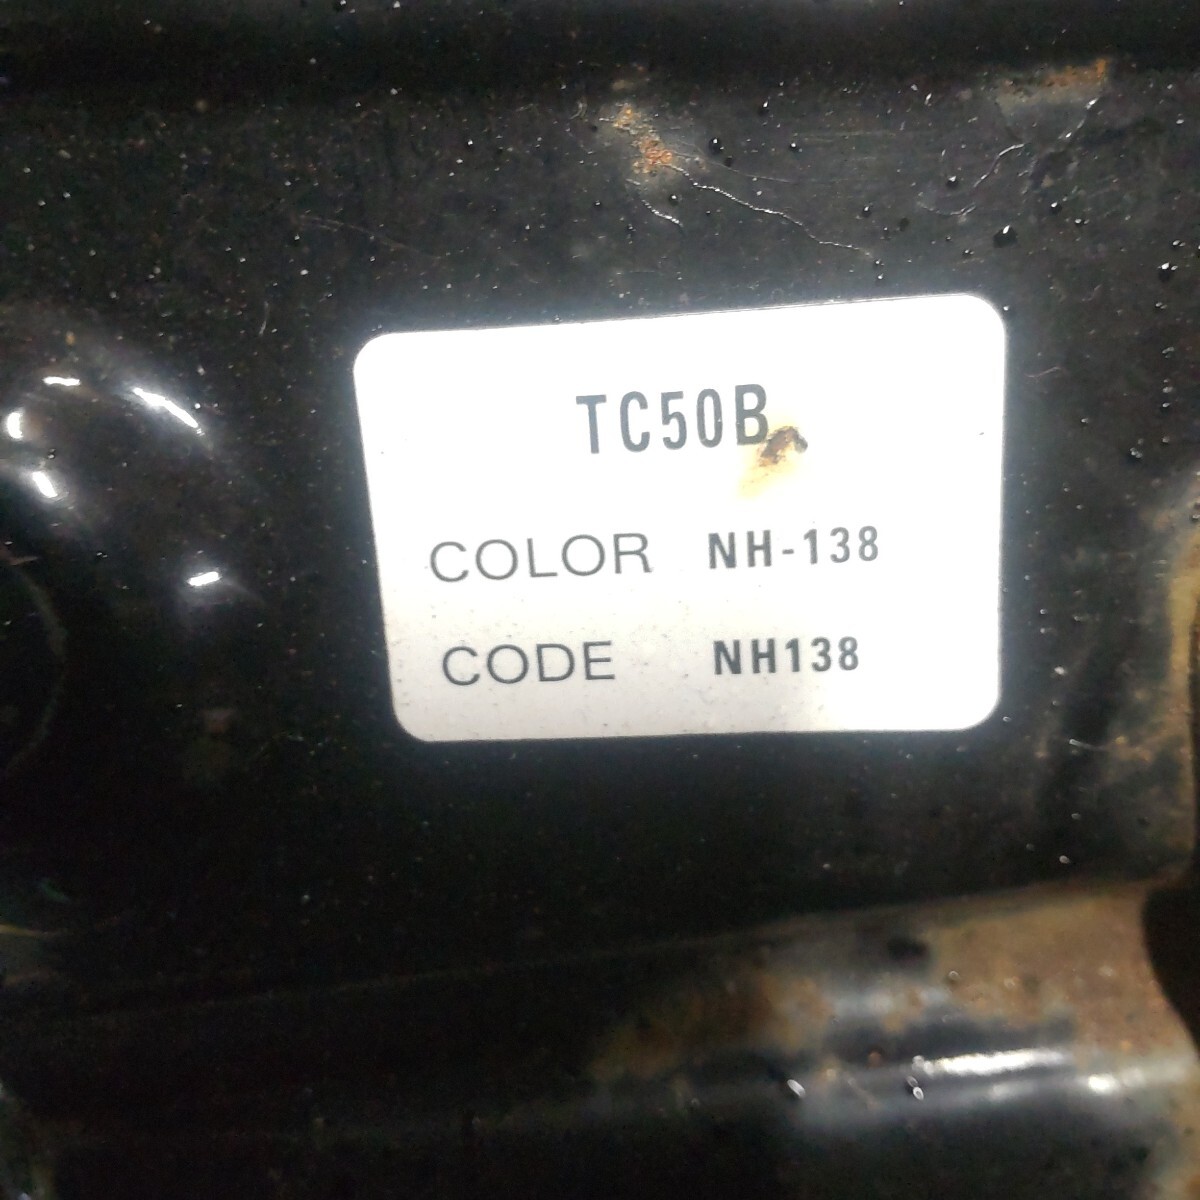 TC50B
COLOR NH-138
CODE NH138